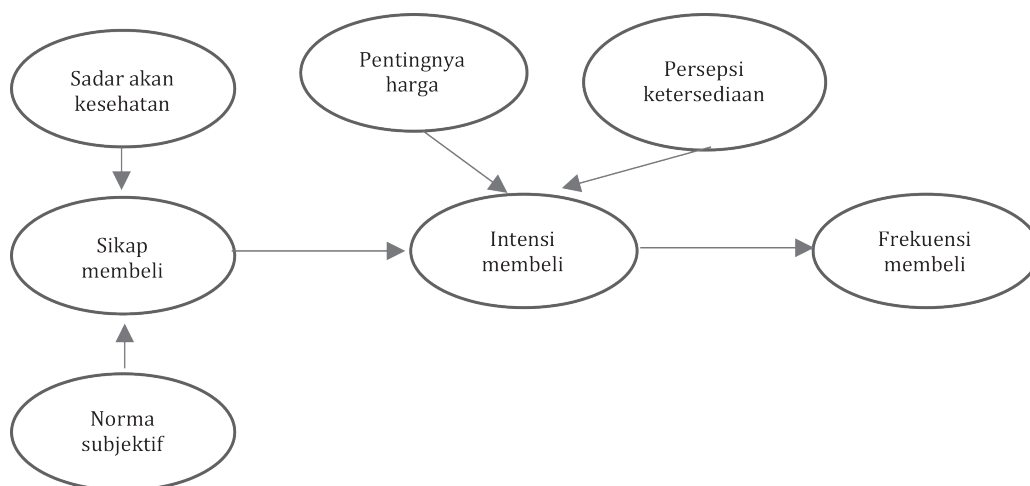 Sadar akan
kesehatan
Pentingnya
harga
Persepsi
ketersediaan
Sikap
membeli
Intensi
membeli
Frekuensi
membeli
Norma
subjektif